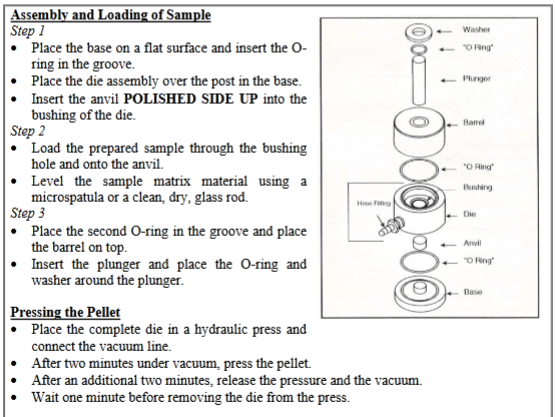 Assembly and Loading of Sample
Step 1
• Place the base on a flat surface and insert the O-
ring in the groove.
• Place the die assembly over the post in the base.
• Insert the anvil POLISHED SIDE UP into the
bushing of the die.
Step 2
• Load the prepared sample through the bushing
hole and onto the anvil.
• Level the sample matrix material using a
microspatula or a clean, dry, glass rod.
Step 3
• Place the second O-ring in the groove and place
the barrel on top.
• Insert the plunger and place the O-ring and
washer around the plunger.
Pressing the Pellet
• Place the complete die in a hydraulic press and
connect the vacuum line.
• After two minutes under vacuum, press the pellet.
• After an additional two minutes, release the pressure and the vacuum.
• Wait one minute before removing the die from the press.
Washer
"O Ring"
Plunger
Barrel
"O Ring"
Bushing
Hose Fitting
Die
Anvil
"O Ring"
Base